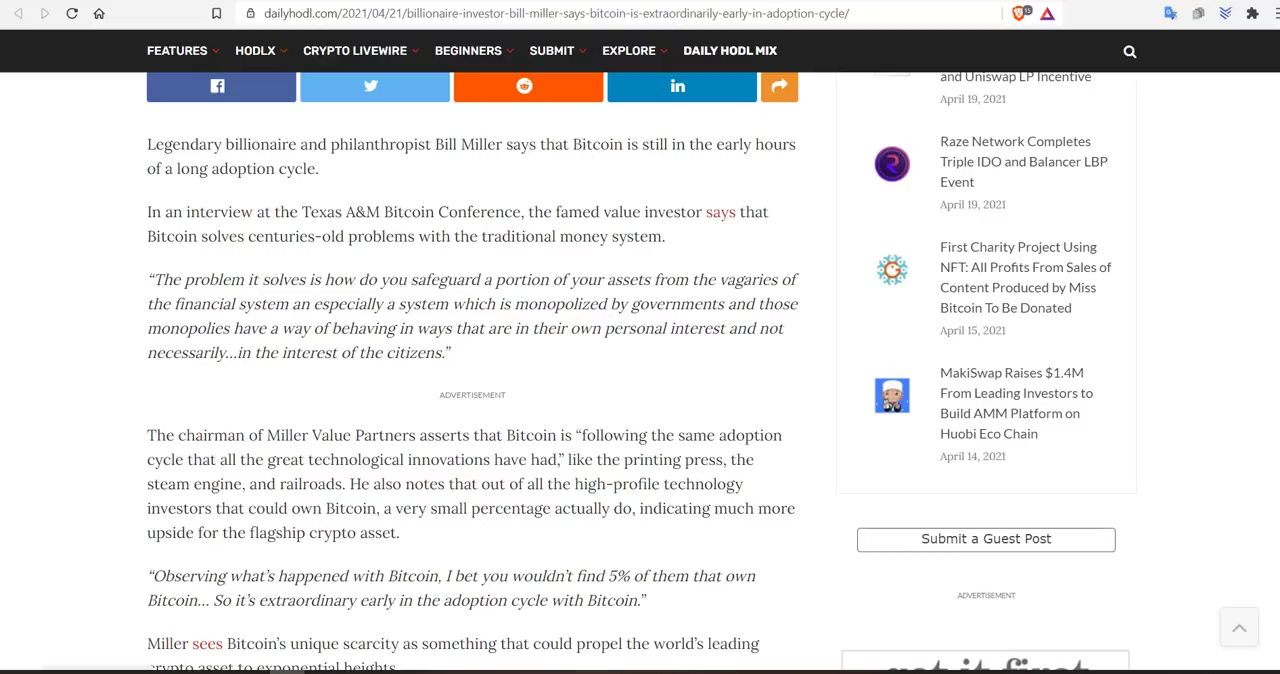 dailyhodl.com/2021/04/21/billionaire-investor-bill-miller-says-bitcoin-is-extraordinarily-early-in-adoption-cycle/
15
FEATURES HODLX CRYPTO LIVEWIRE BEGINNERS SUBMIT EXPLORE DAILY HODL MIX
Legendary billionaire and philanthropist Bill Miller says that Bitcoin is still in the early hours
of a long adoption cycle.
In an interview at the Texas A&M Bitcoin Conference, the famed value investor says that
Bitcoin solves centuries-old problems with the traditional money system.
“The problem it solves is how do you safeguard a portion of your assets from the vagaries of
the financial system an especially a system which is monopolized by governments and those
monopolies have a way of behaving in ways that are in their own personal interest and not
necessarily…in the interest of the citizens.”
ADVERTISEMENT
The chairman of Miller Value Partners asserts that Bitcoin is “following the same adoption
cycle that all the great technological innovations have had,” like the printing press, the
steam engine, and railroads. He also notes that out of all the high-profile technology
investors that could own Bitcoin, a very small percentage actually do, indicating much more
upside for the flagship crypto asset.
“Observing what’s happened with Bitcoin, I bet you wouldn’t find 5% of them that own
Bitcoin… So it’s extraordinary early in the adoption cycle with Bitcoin.”
Miller sees Bitcoin’s unique scarcity as something that could propel the world’s leading
crypto asset to exponential heights.
and Uniswap LP Incentive
April 19, 2021
Raze Network Completes
Triple IDO and Balancer LBP
Event
April 19, 2021
First Charity Project Using
NFT: All Profits From Sales of
Content Produced by Miss
Bitcoin To Be Donated
April 15, 2021
MakiSwap Raises $1.4M
From Leading Investors to
Build AMM Platform on
Huobi Eco Chain
April 14, 2021
Submit a Guest Post
ADVERTISEMENT
get it first